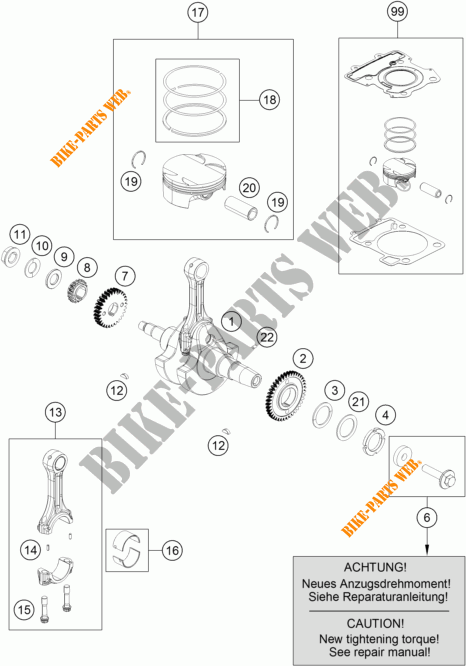 17
99
BIKE-PARTS WEB.
18
19
20
19
11
10
9
8
7
BIKE-PARTS WEB
1
22
2
12
3
21
4
12
13
BIKE-PARTS WEB.
6
14
16
15
ACHTUNG!
Neues Anzugsdrehmoment!
Siehe Reparaturanleitung!
CAUTION!
New tightening torque!
See repair manual!